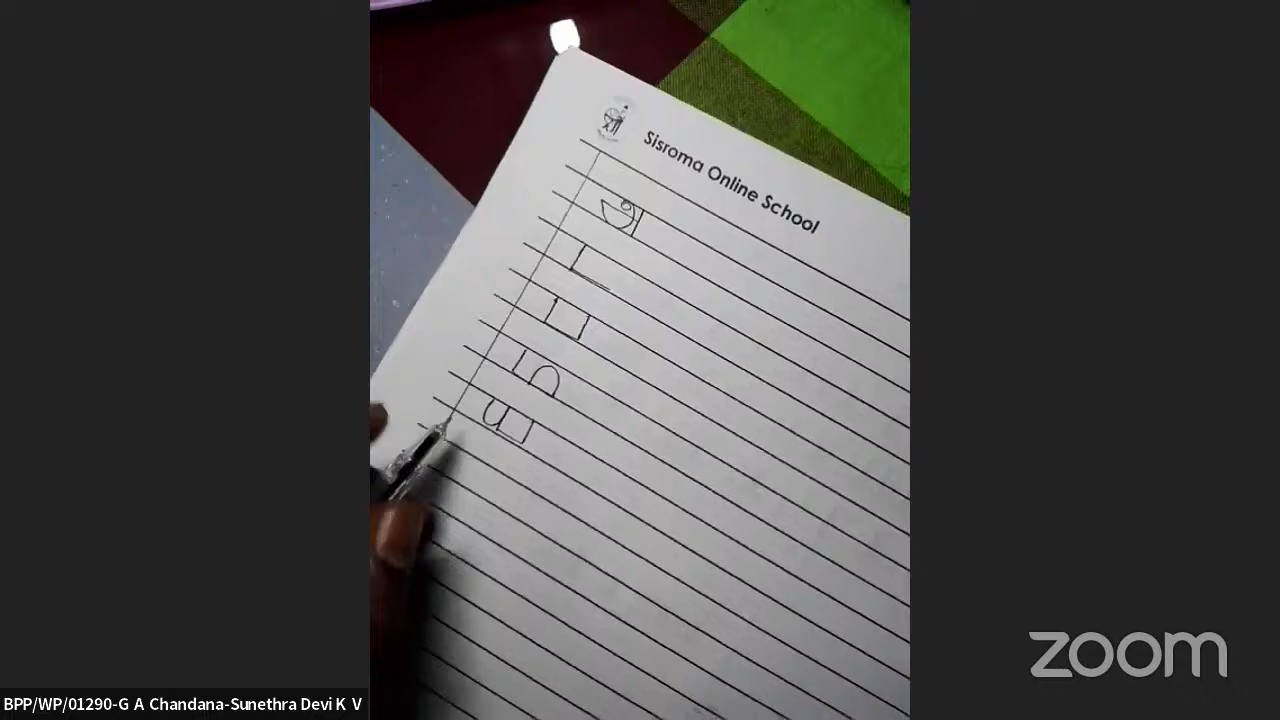 Sisroma Online School
அ
ட
ப
ம
ய
BPP/WP/01290-G A Chandana-Sunethra Devi K V
zoom